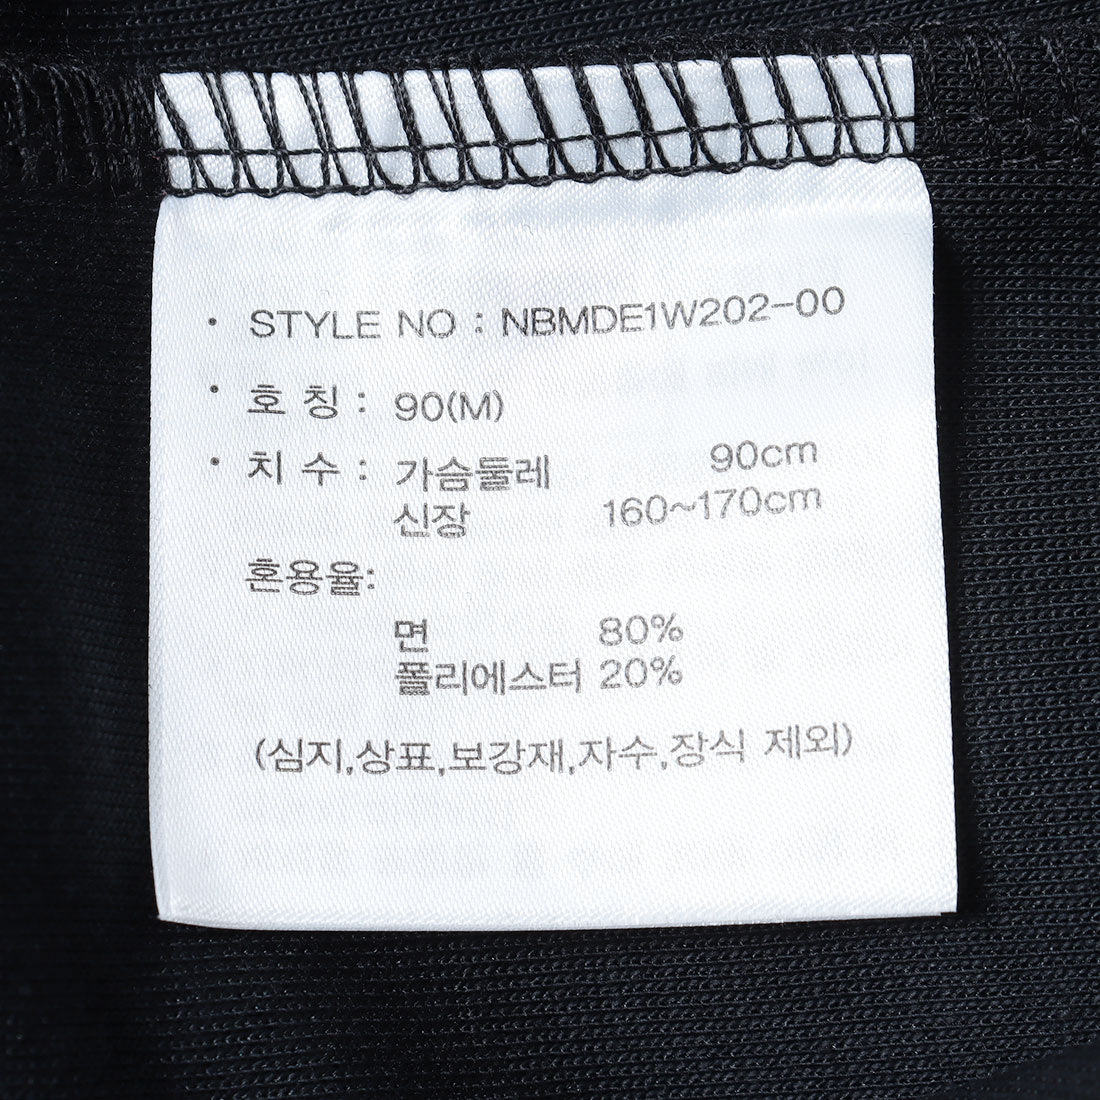 · STYLE NO : NBMDE1W202-00
· 호 칭 : 90(M)
· 치 수 : 가슴둘레 90cm
신장 160~170cm
혼용율:
면 80%
폴리에스터 20%
(심지,상표,보강재,자수,장식 제외)